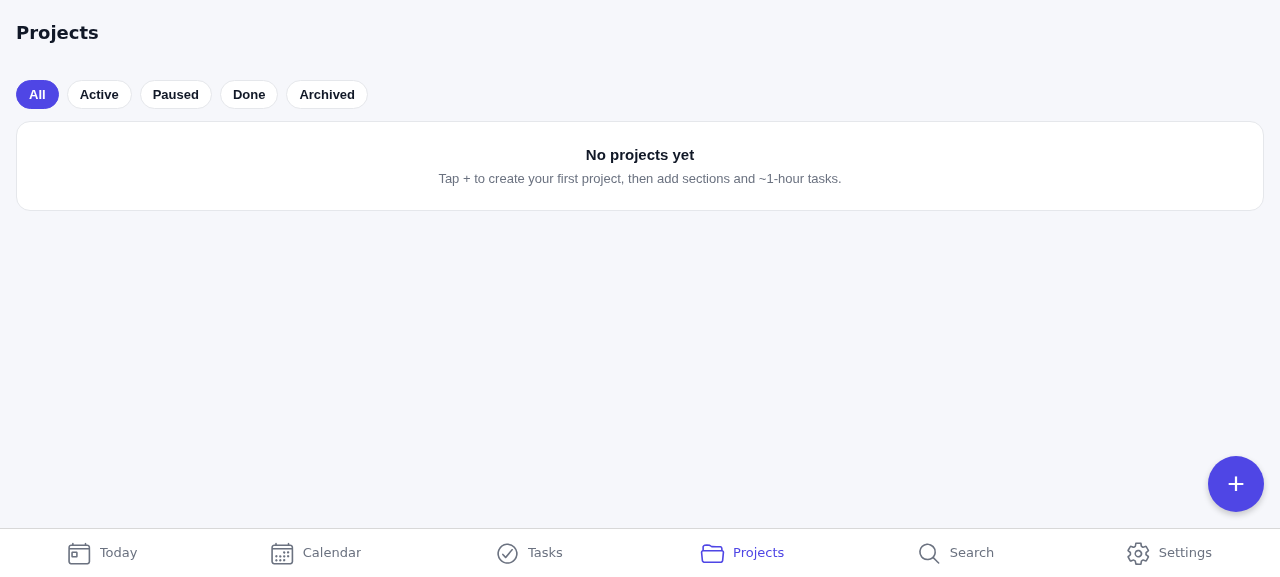 Projects
All Active Paused Done Archived
No projects yet
Tap + to create your first project, then add sections and ~1-hour tasks.
+
Today Calendar Tasks Projects Search Settings